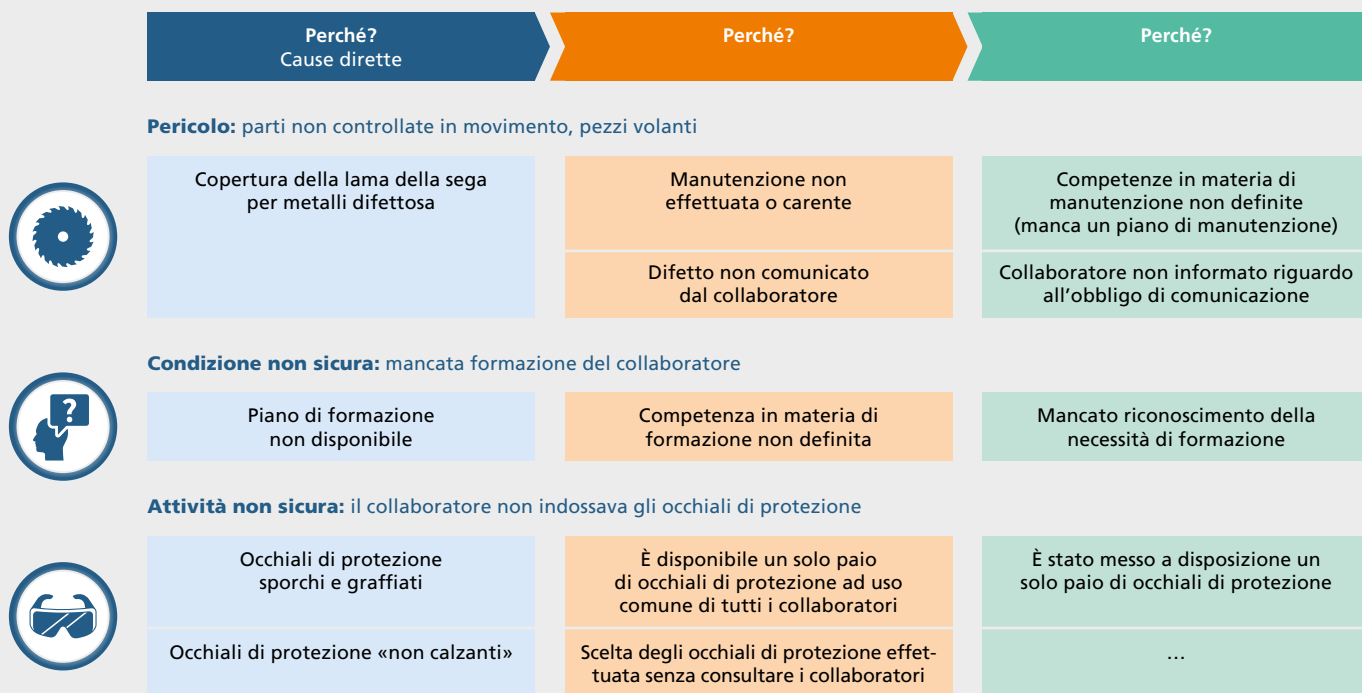 Perché?
Cause dirette
Perché?
Perché?
Pericolo: parti non controllate in movimento, pezzi volanti
Copertura della lama della sega
per metalli difettosa
Manutenzione non
effettuata o carente
Competenze in materia di
manutenzione non definite
(manca un piano di manutenzione)
Difetto non comunicato
dal collaboratore
Collaboratore non informato riguardo
all’obbligo di comunicazione
Condizione non sicura: mancata formazione del collaboratore
?
Piano di formazione
non disponibile
Competenza in materia di
formazione non definita
Mancato riconoscimento della
necessità di formazione
Attività non sicura: il collaboratore non indossava gli occhiali di protezione
Occhiali di protezione
sporchi e graffiati
È disponibile un solo paio
di occhiali di protezione ad uso
comune di tutti i collaboratori
È stato messo a disposizione un
solo paio di occhiali di protezione
Occhiali di protezione «non calzanti»
Scelta degli occhiali di protezione effet-
tuata senza consultare i collaboratori
…